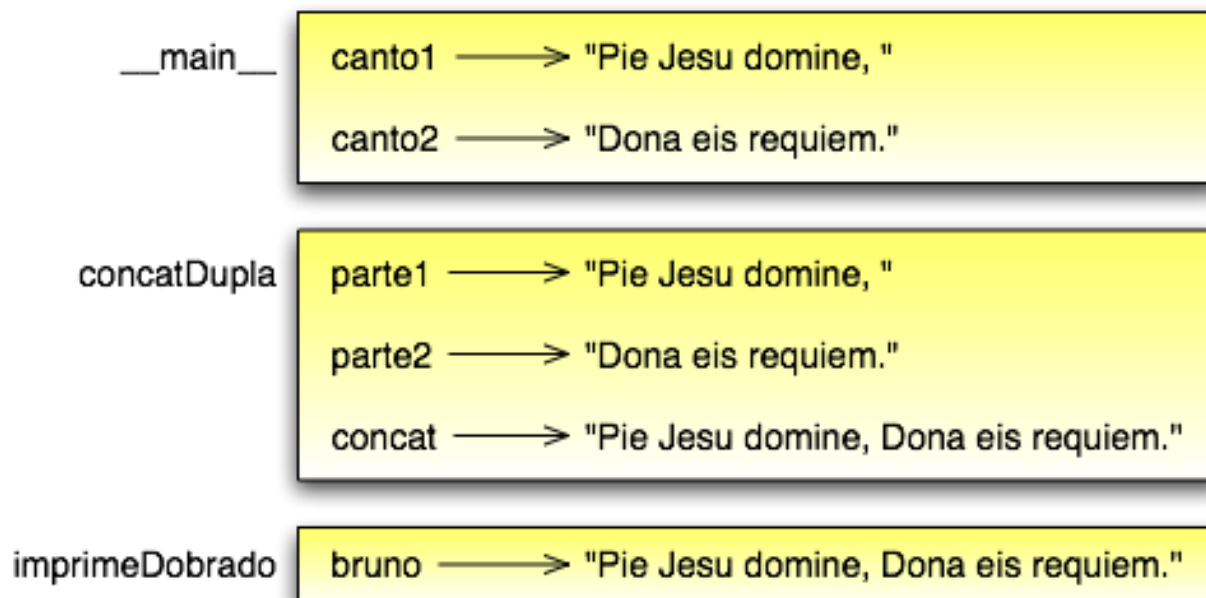 __main__ canto1 "Pie Jesu domine, "
canto2 "Dona eis requiem."
concatDupla parte1 "Pie Jesu domine, "
parte2 "Dona eis requiem."
concat "Pie Jesu domine, Dona eis requiem."
imprimeDobrado bruno "Pie Jesu domine, Dona eis requiem."